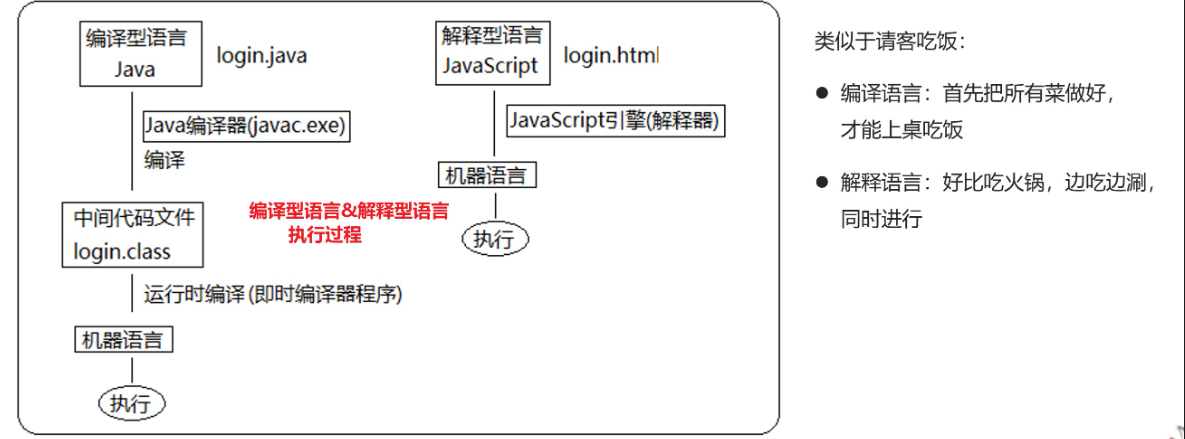 编译型语言
Java
login.java
Java编译器(javac.exe)
编译
中间代码文件
login.class
运行时编译(即时编译器程序)
机器语言
执行
编译型语言&解释型语言
执行过程
解释型语言
JavaScript
login.html
JavaScript引擎(解释器)
机器语言
执行
类似于请客吃饭：
● 编译语言：首先把所有菜做好，
才能上桌吃饭
● 解释语言：好比吃火锅，边吃边涮，
同时进行